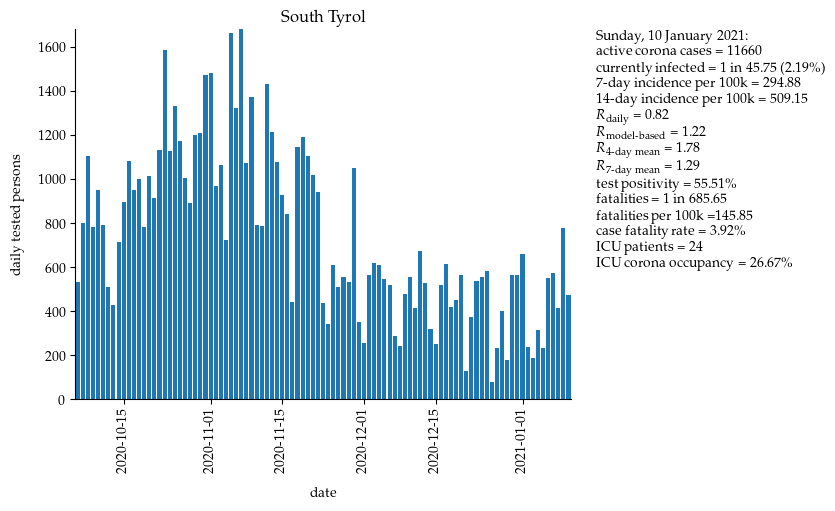 South Tyrol
1600
1400
1200
1000
800
600
400
200
0
daily tested persons
2020-10-15
2020-11-01
2020-11-15
2020-12-01
2020-12-15
2021-01-01
date
Sunday, 10 January 2021:
active corona cases = 11660
currently infected = 1 in 45.75 (2.19%)
7-day incidence per 100k = 294.88
14-day incidence per 100k = 509.15
R daily = 0.82
R model-based = 1.22
R 4-day mean = 1.78
R 7-day mean = 1.29
test positivity = 55.51%
fatalities = 1 in 685.65
fatalities per 100k =145.85
case fatality rate = 3.92%
ICU patients = 24
ICU corona occupancy = 26.67%